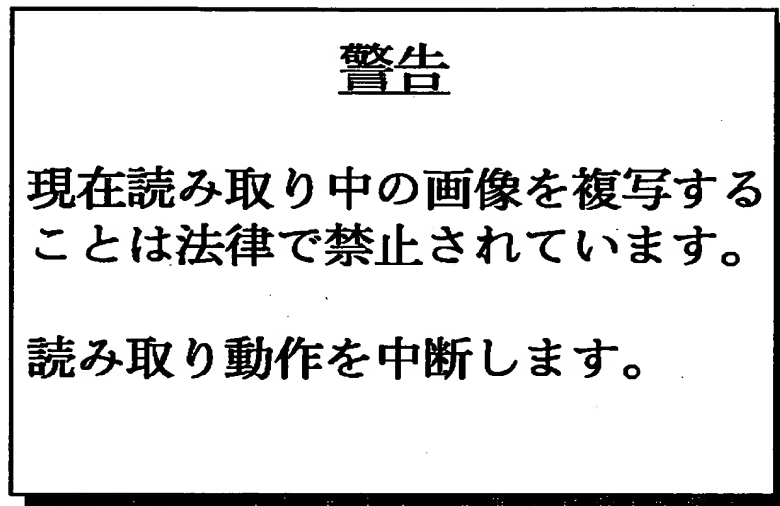 警告
現在読み取り中の画像を複写する
ことは法律で禁止されています。
読み取り動作を中断します。